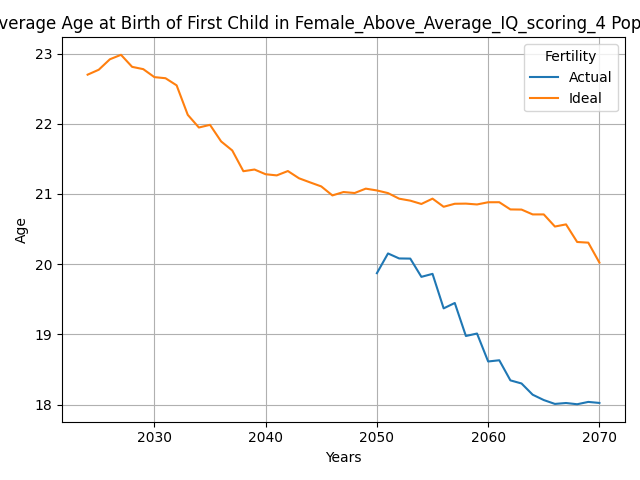 verage Age at Birth of First Child in Female_Above_Average_IQ_scoring_4 Pop
Fertility
Actual
Ideal
23
22
21
20
19
18
Age
2030
2040
2050
2060
2070
Years